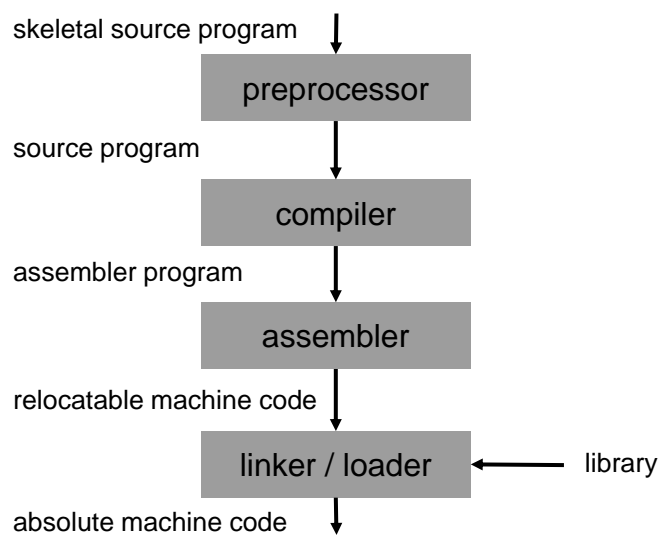 skeletal source program
preprocessor
source program
compiler
assembler program
assembler
relocatable machine code
linker / loader
library
absolute machine code